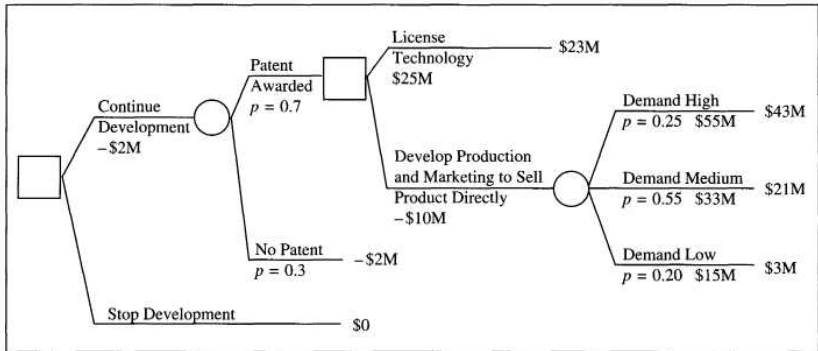 License
Technology
$25M
$23M
Patent
Awarded
p = 0.7
Continue
Development
–$2M
Demand High
p = 0.25 $55M
$43M
Develop Production
and Marketing to Sell
Product Directly
–$10M
Demand Medium
p = 0.55 $33M
$21M
No Patent
p = 0.3
–$2M
Demand Low
p = 0.20 $15M
$3M
Stop Development
$0